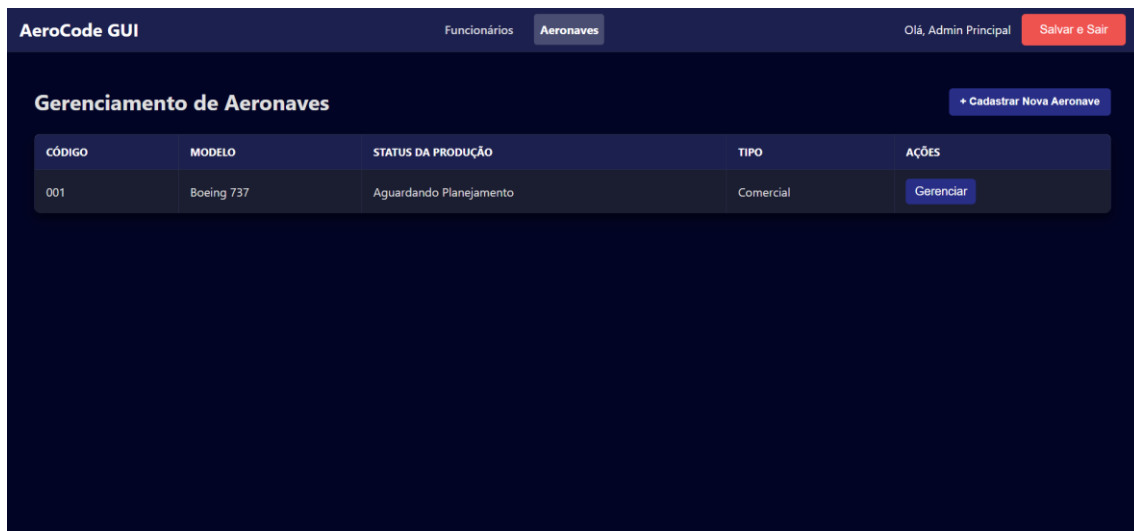 AeroCode GUI Funcionários Aeronaves Olá, Admin Principal Salvar e Sair
Gerenciamento de Aeronaves + Cadastrar Nova Aeronave
CÓDIGO MODELO STATUS DA PRODUÇÃO TIPO AÇÕES
001 Boeing 737 Aguardando Planejamento Comercial Gerenciar